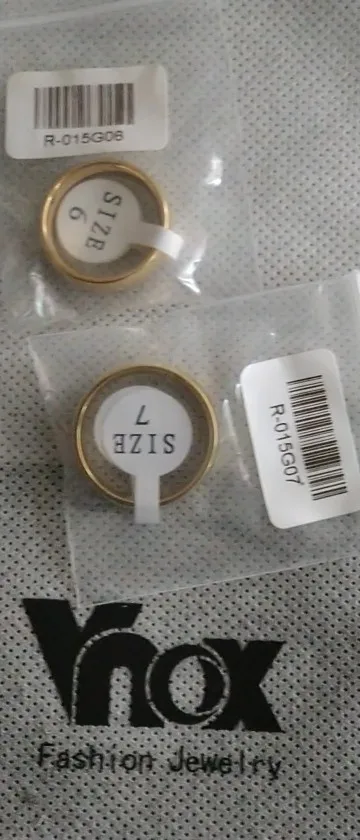 R-015G06
SIZE
6
SIZE
7
R-015G07
Vnox
Fashion Jewelry